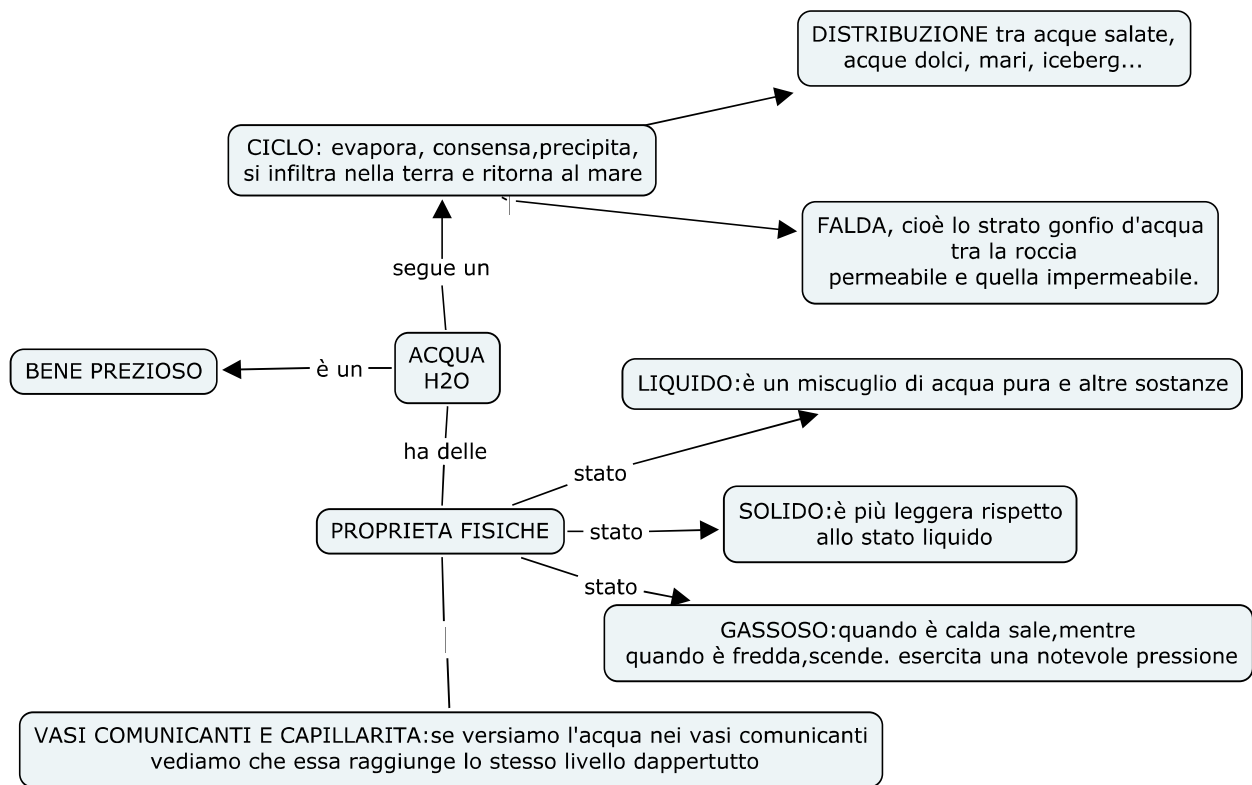 DISTRIBUZIONE tra acque salate,
acque dolci, mari, iceberg...
CICLO: evapora, consensa,precipita,
si infiltra nella terra e ritorna al mare
FALDA, cioè lo strato gonfio d'acqua
tra la roccia
permeabile e quella impermeabile.
segue un
ACQUA
H2O
è un
BENE PREZIOSO
LIQUIDO:è un miscuglio di acqua pura e altre sostanze
ha delle
stato
PROPRIETA FISICHE
stato
SOLIDO:è più leggera rispetto
allo stato liquido
stato
GASSOSO:quando è calda sale,mentre
quando è fredda,scende. esercita una notevole pressione
VASI COMUNICANTI E CAPILLARITA:se versiamo l'acqua nei vasi comunicanti
vediamo che essa raggiunge lo stesso livello dappertutto